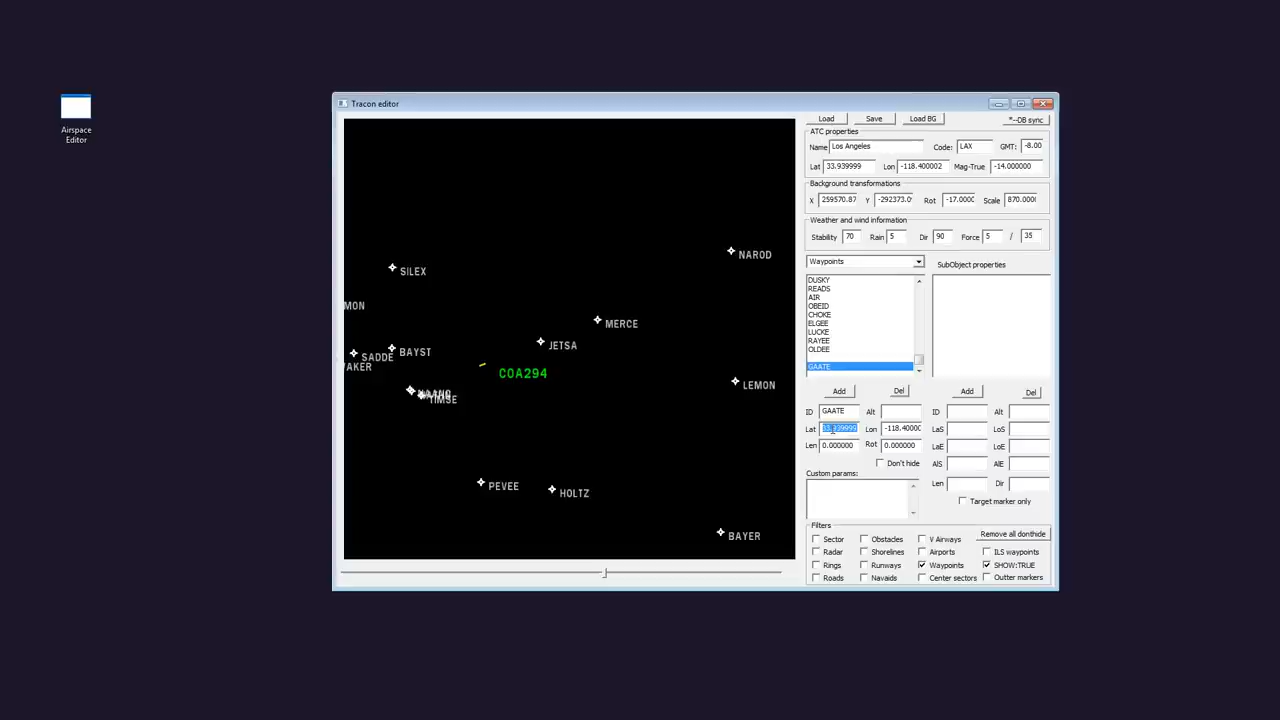 Airspace
Editor
Tracon editor
Load Save Load BG *--DB sync
ATC properties
Name Los Angeles Code: LAX GMT: -8.00
Lat 33.939999 Lon -118.400002 Mag-True -14.000000
Background transformations
X 259570.87 Y -292373.0 Rot -17.0000 Scale 870.0000
Weather and wind information
Stability 70 Rain 5 Dir 90 Force 5 / 35
Waypoints SubObject properties
DUSKY
READS
AIR
OBEID
CHOKE
ELGEE
LUCKE
RAYEE
OLDEE
GAATE
Add Del Add Del
ID GAATE Alt ID Alt
Lat 33.939999 Lon -118.40000 LaS LoS
Len 0.000000 Rot 0.000000 LaE LoE
Don't hide AlS AlE
Custom params: Len Dir
Target marker only
Filters
Sector Obstacles V Airways Remove all donthide
Radar Shorelines Airports ILS waypoints
Rings Runways Waypoints SHOW:TRUE
Roads Navaids Center sectors Outter markers
NAROD
SILEX
MON
MERCE
JETSA
BAYST
SADDE
AKER
COA294
LEMON
TIMSE
PEVEE
HOLTZ
BAYER